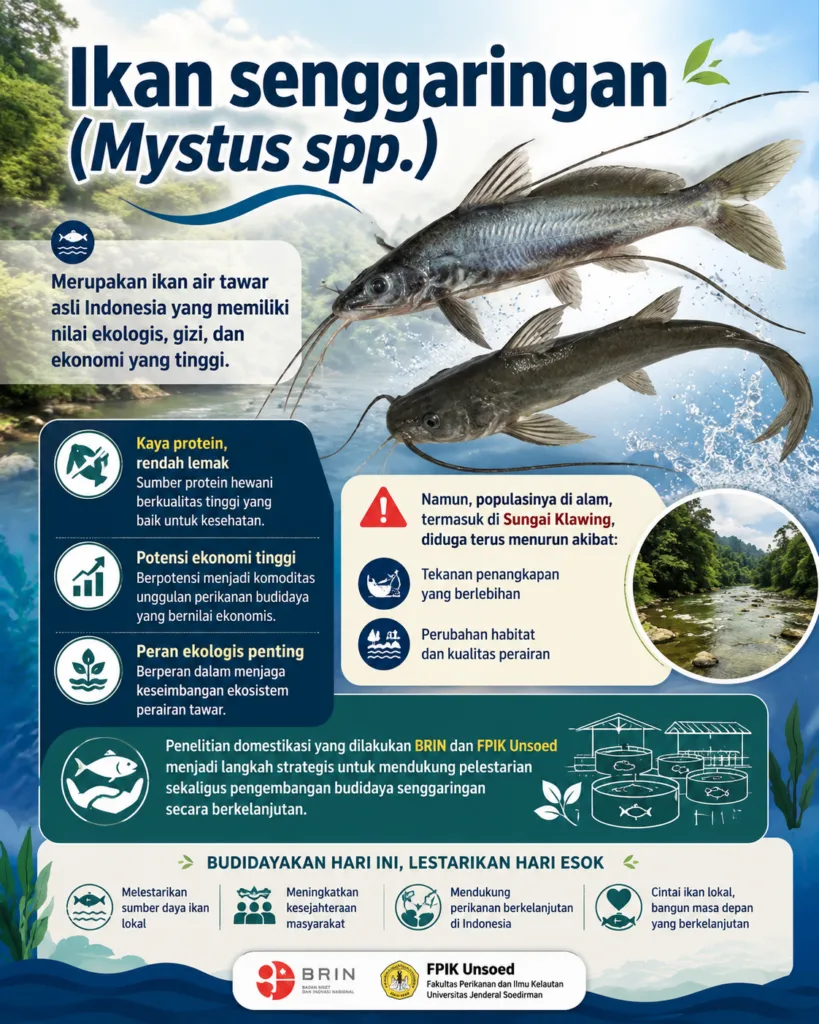 Ikan senggaringan
(Mystus spp.)
Merupakan ikan air tawar
asli Indonesia yang memiliki
nilai ekologis, gizi, dan
ekonomi yang tinggi.
Kaya protein,
rendah lemak
Sumber protein hewani
berkualitas tinggi yang
baik untuk kesehatan.
Potensi ekonomi tinggi
Berpotensi menjadi komoditas
unggulan perikanan budidaya
yang bernilai ekonomis.
Peran ekologis penting
Berperan dalam menjaga
keseimbangan ekosistem
perairan tawar.
Namun, populasinya di alam,
termasuk di Sungai Klawing,
diduga terus menurun akibat:
Tekanan penangkapan
yang berlebihan
Perubahan habitat
dan kualitas perairan
Penelitian domestikasi yang dilakukan BRIN dan FPIK Unsoed
menjadi langkah strategis untuk mendukung pelestarian
sekaligus pengembangan budidaya senggaringan
secara berkelanjutan.
BUDIDAYAKAN HARI INI, LESTARIKAN HARI ESOK
Melestarikan
sumber daya ikan
lokal
Meningkatkan
kesejahteraan
masyarakat
Mendukung
perikanan berkelanjutan
di Indonesia
Cintai ikan lokal,
bangun masa depan
yang berkelanjutan
BRIN
BADAN RISET
DAN INOVASI NASIONAL
FPIK Unsoed
Fakultas Perikanan dan Ilmu Kelautan
Universitas Jenderal Soedirman